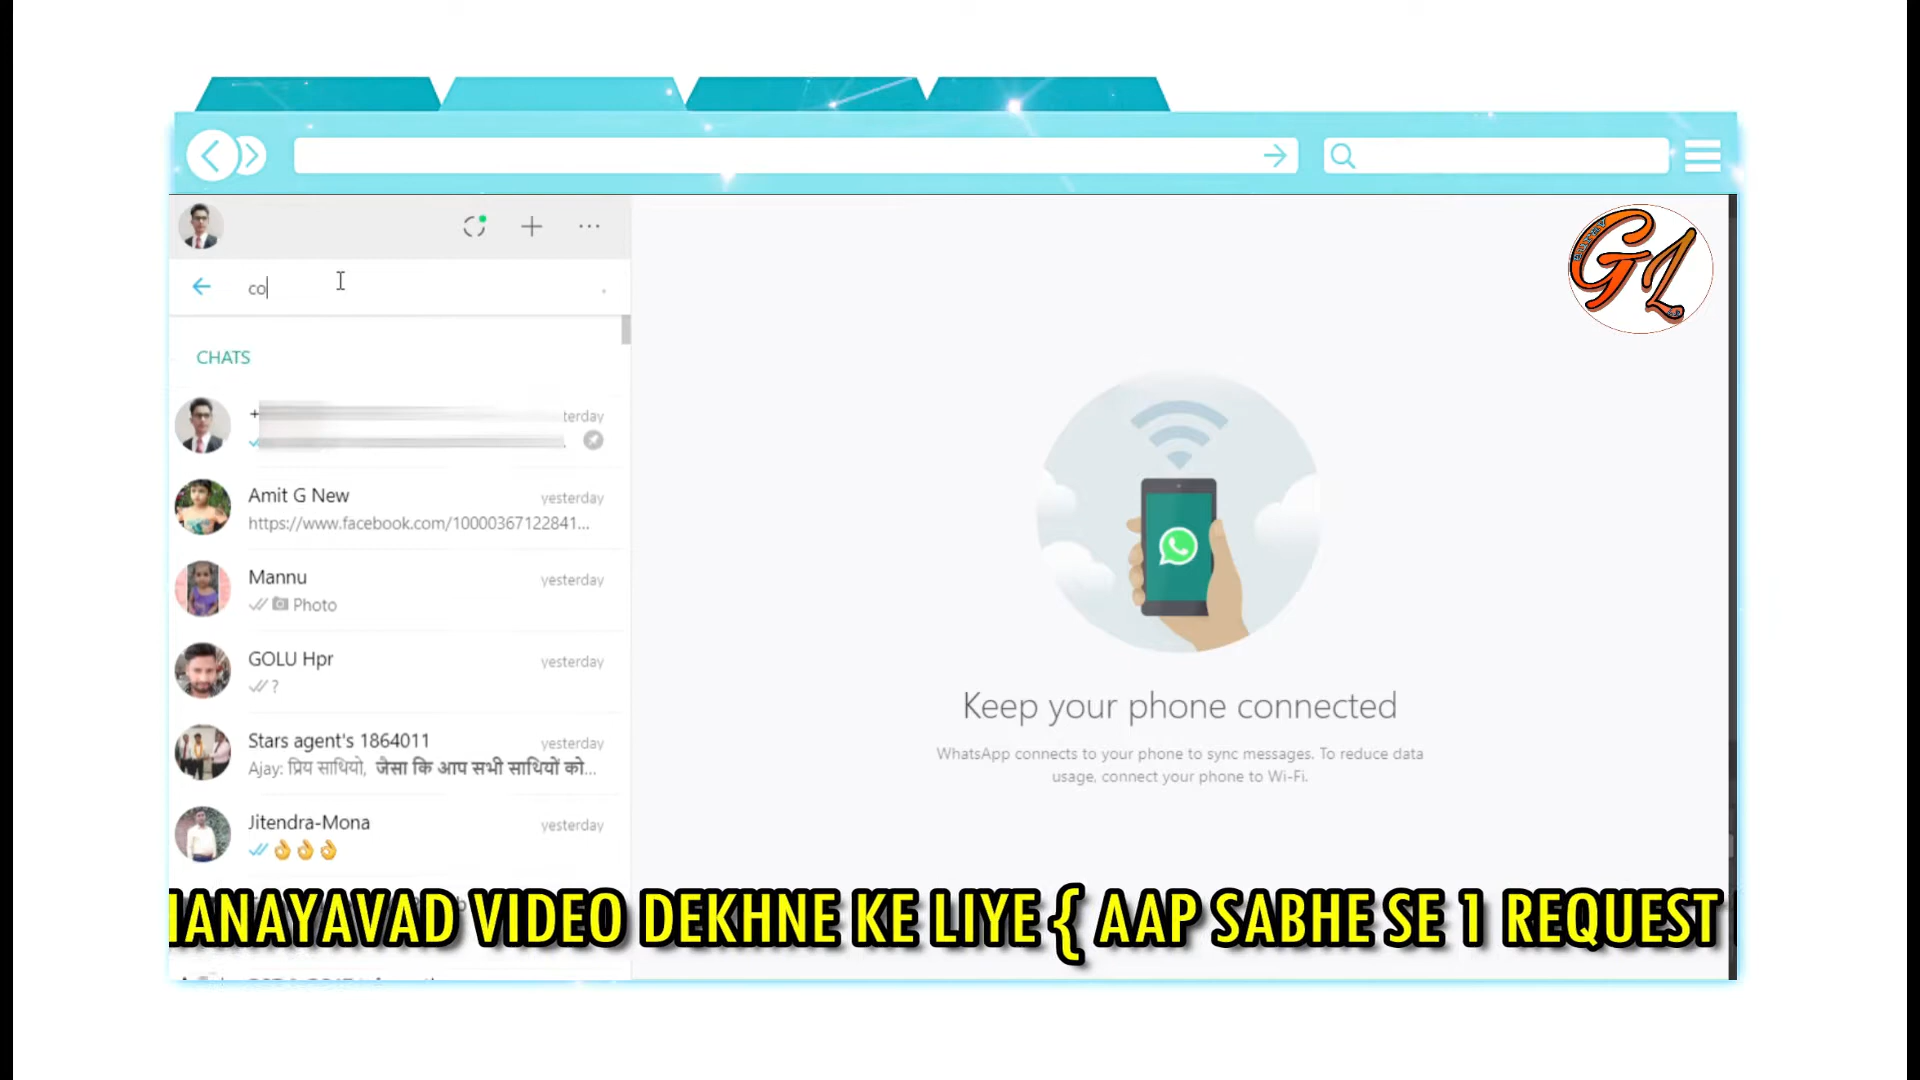 co
CHATS
terday
Amit G New
yesterday
https://www.facebook.com/10000367122841...
Mannu
yesterday
Photo
GOLU Hpr
yesterday
?
Stars agent's 1864011
yesterday
Ajay: प्रिय साथियो, जैसा कि आप सभी साथियों को...
Jitendra-Mona
yesterday
👌👌👌
Keep your phone connected
WhatsApp connects to your phone to sync messages. To reduce data
usage, connect your phone to Wi-Fi.
GL
HANAYAVAD VIDEO DEKHNE KE LIYE { AAP SABHE SE 1 REQUEST